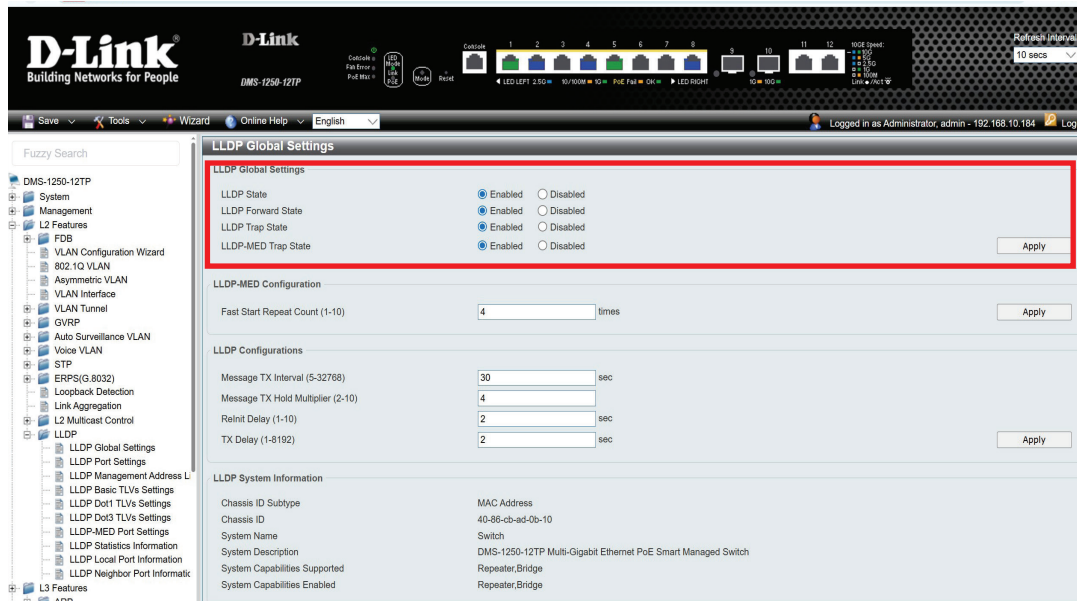 D-Link®
Building Networks for People
D-Link
DMS-1250-12TP
Console
Fan Error
PoE Max
LED Mode
Link
PoE
Mode
Reset
Console
1 2 3 4 5 6 7 8 9 10 11 12
LED LEFT 2.5G 10/100M 1G PoE Fail OK LED RIGHT
1G 10G
10GE Speed:
10G
5G
2.5G
1G
100M
Link /Act
Refresh Interval
10 secs
Save Tools Wizard Online Help English
Logged in as Administrator, admin - 192.168.10.184 Log
Fuzzy Search
DMS-1250-12TP
System
Management
L2 Features
FDB
VLAN Configuration Wizard
802.1Q VLAN
Asymmetric VLAN
VLAN Interface
VLAN Tunnel
GVRP
Auto Surveillance VLAN
Voice VLAN
STP
ERPS(G.8032)
Loopback Detection
Link Aggregation
L2 Multicast Control
LLDP
LLDP Global Settings
LLDP Port Settings
LLDP Management Address Li
LLDP Basic TLVs Settings
LLDP Dot1 TLVs Settings
LLDP Dot3 TLVs Settings
LLDP-MED Port Settings
LLDP Statistics Information
LLDP Local Port Information
LLDP Neighbor Port Informatic
L3 Features
ARP
LLDP Global Settings
LLDP Global Settings
LLDP State Enabled Disabled
LLDP Forward State Enabled Disabled
LLDP Trap State Enabled Disabled
LLDP-MED Trap State Enabled Disabled Apply
LLDP-MED Configuration
Fast Start Repeat Count (1-10) 4 times Apply
LLDP Configurations
Message TX Interval (5-32768) 30 sec
Message TX Hold Multiplier (2-10) 4
ReInit Delay (1-10) 2 sec
TX Delay (1-8192) 2 sec Apply
LLDP System Information
Chassis ID Subtype MAC Address
Chassis ID 40-86-cb-ad-0b-10
System Name Switch
System Description DMS-1250-12TP Multi-Gigabit Ethernet PoE Smart Managed Switch
System Capabilities Supported Repeater,Bridge
System Capabilities Enabled Repeater,Bridge